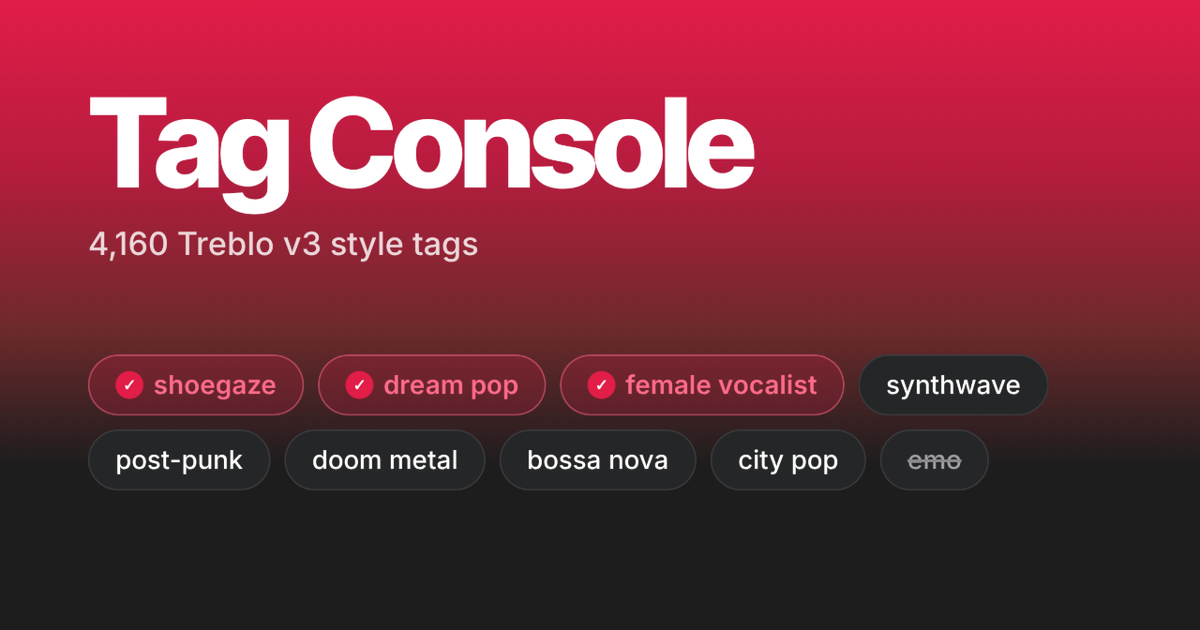 Tag Console
4,160 Treblo v3 style tags
✓ shoegaze ✓ dream pop ✓ female vocalist synthwave
post-punk doom metal bossa nova city pop emo